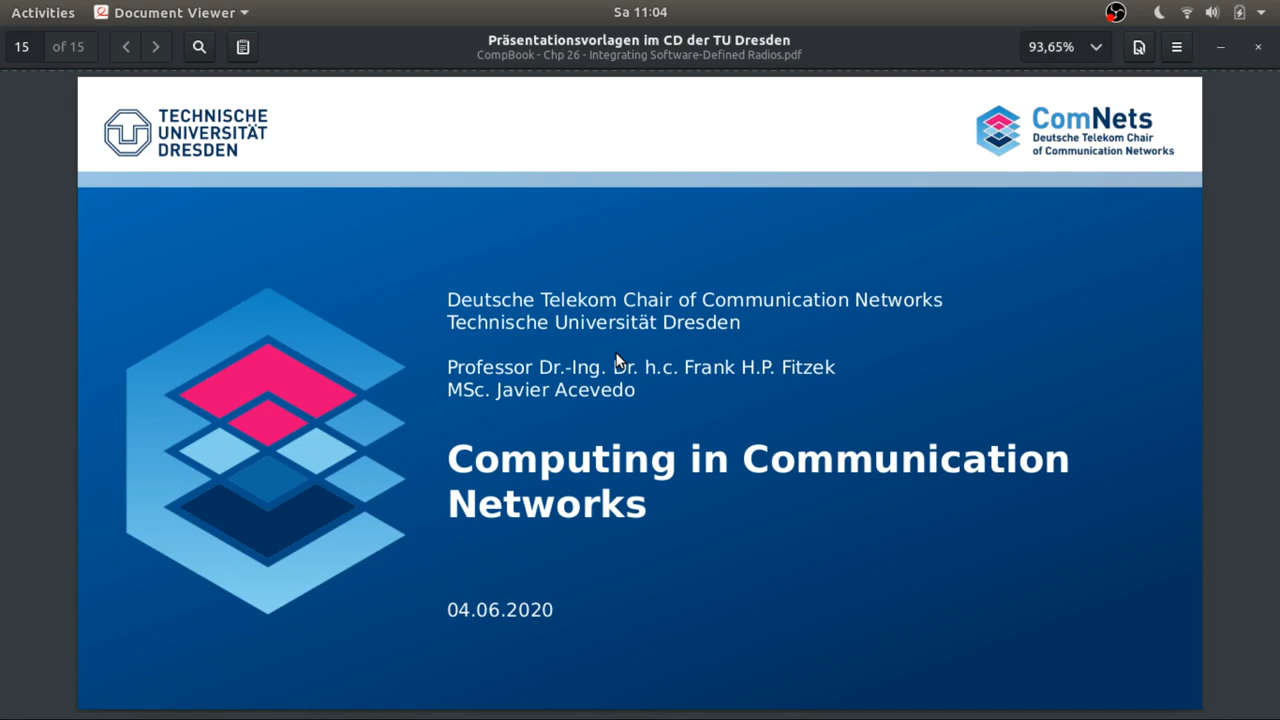 Activities
Document Viewer
Sa 11:04
15
of 15
Präsentationsvorlagen im CD der TU Dresden
CompBook - Chp 26 - Integrating Software-Defined Radios.pdf
93,65%
TECHNISCHE
UNIVERSITÄT
DRESDEN
ComNets
Deutsche Telekom Chair
of Communication Networks
Deutsche Telekom Chair of Communication Networks
Technische Universität Dresden
Professor Dr.-Ing. Dr. h.c. Frank H.P. Fitzek
MSc. Javier Acevedo
Computing in Communication
Networks
04.06.2020